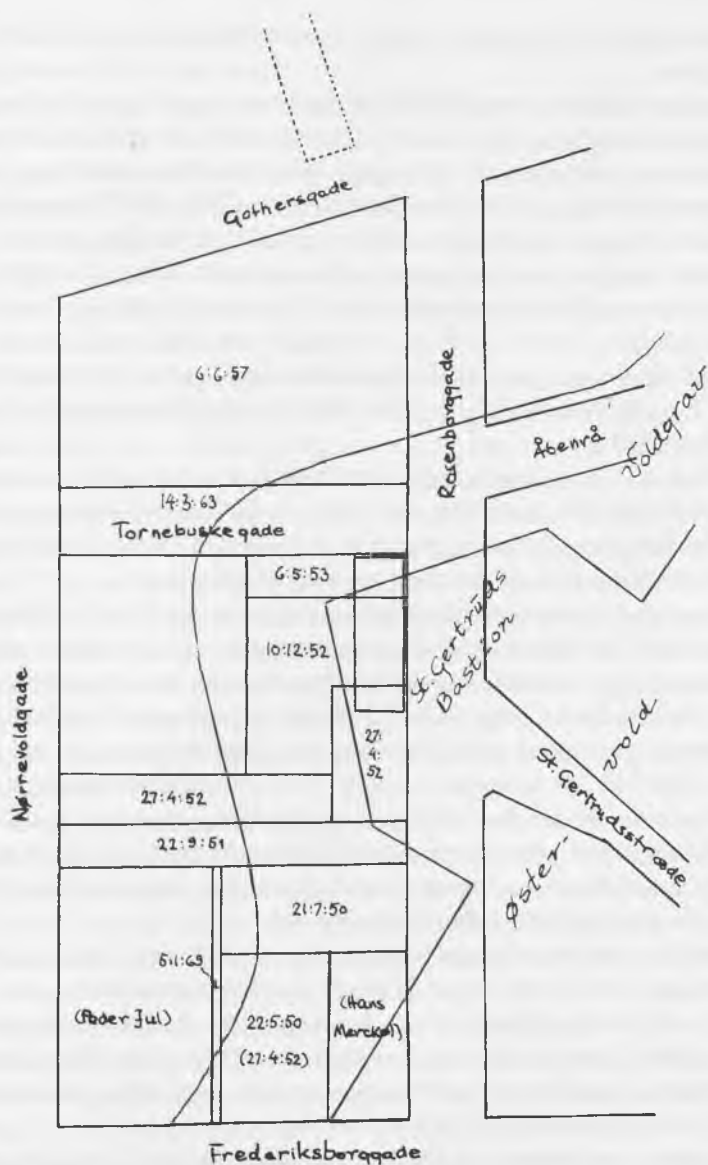 Gothersgade
6:6:57
Rosenborggade
Åbenrå
Voldgrav
14:3:63
Tornebuskegade
6:5:53
10:12:52
St. Gertruds
Bastion
27:
4:
52
Nørrevoldgade
27:4:52
vold
St. Gertrudsstræde
22:9:51
Øster
21:7:50
5:11:63
(Peder Jul)
22:5:50
(27:4:52)
(Hans
Merckel)
Frederiksborggade